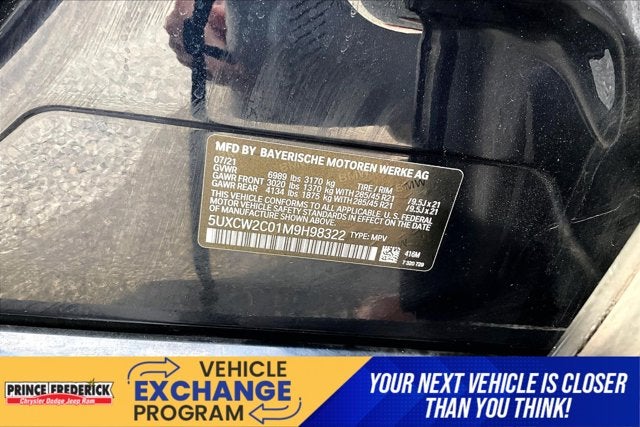 MFD BY BAYERISCHE MOTOREN WERKE AG
07/21
GVWR 6989 lbs 3170 kg TIRE / RIM
GAWR FRONT 3020 lbs 1370 kg WITH 285/45 R21 /9.5J x 21
GAWR REAR 4134 lbs 1875 kg WITH 285/45 R21 /9.5J x 21
THIS VEHICLE CONFORMS TO ALL APPLICABLE U.S. FEDERAL
MOTOR VEHICLE SAFETY STANDARDS IN EFFECT ON THE
DATE OF MANUFACTURE SHOWN ABOVE.
5UXCW2C01M9H98322 TYPE: MPV
416M
7 320 720
PRINCE FREDERICK
Chrysler Dodge Jeep Ram
VEHICLE
EXCHANGE
PROGRAM
YOUR NEXT VEHICLE IS CLOSER
THAN YOU THINK!